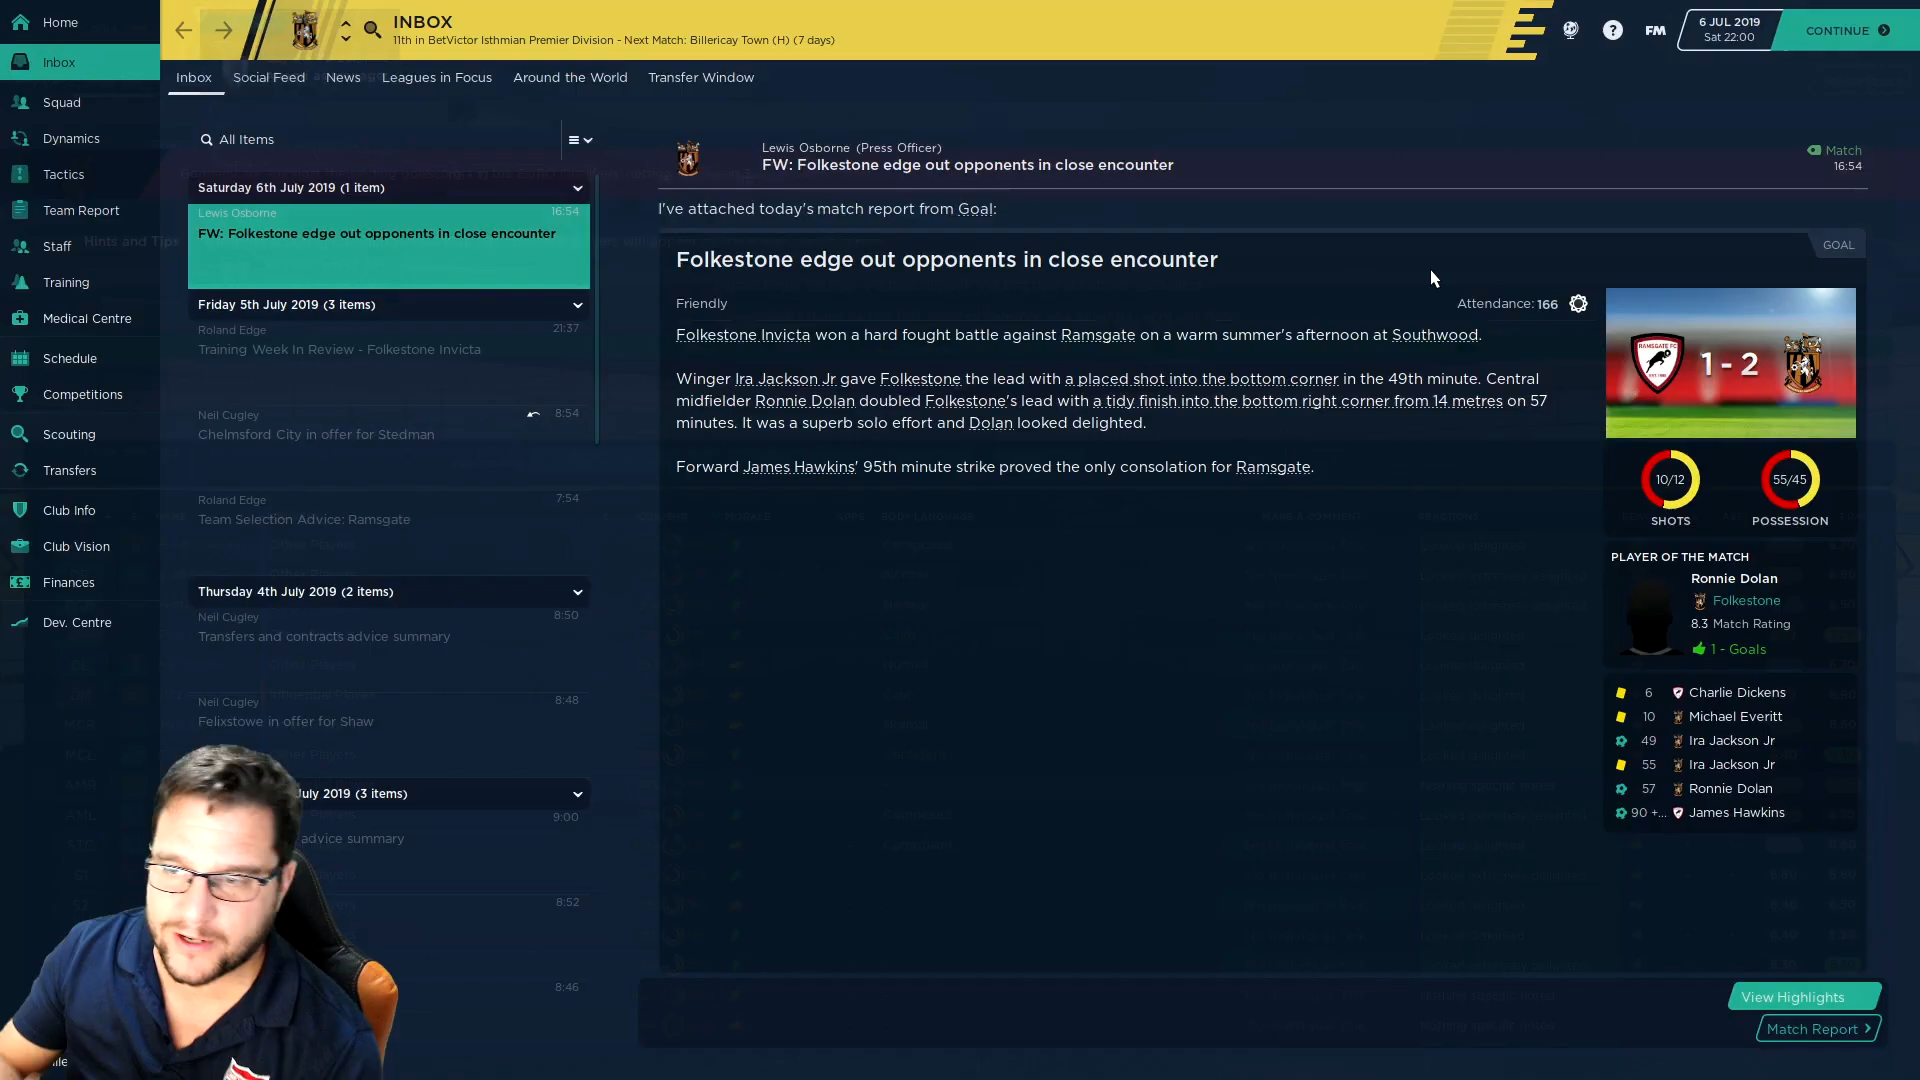 Home
Inbox
Squad
Dynamics
Tactics
Team Report
Staff
Training
Medical Centre
Schedule
Competitions
Scouting
Transfers
Club Info
Club Vision
Finances
Dev. Centre
INBOX
11th in BetVictor Isthmian Premier Division - Next Match: Billericay Town (H) (7 days)
FM
6 JUL 2019
Sat 22:00
CONTINUE
Inbox Social Feed News Leagues in Focus Around the World Transfer Window
All Items
Saturday 6th July 2019 (1 item)
Lewis Osborne 16:54
FW: Folkestone edge out opponents in close encounter
Hints and Tips
Friday 5th July 2019 (3 items)
Roland Edge 21:37
Training Week In Review - Folkestone Invicta
Neil Cugley 8:54
Chelmsford City in offer for Stedman
Roland Edge 7:54
Team Selection Advice: Ramsgate
Thursday 4th July 2019 (2 items)
Neil Cugley 8:50
Transfers and contracts advice summary
Neil Cugley 8:48
Felixstowe in offer for Shaw
July 2019 (3 items)
9:00
advice summary
8:52
8:46
Lewis Osborne (Press Officer)
FW: Folkestone edge out opponents in close encounter
Match
16:54
I've attached today's match report from Goal:
GOAL
Folkestone edge out opponents in close encounter
Friendly Attendance: 166
Folkestone Invicta won a hard fought battle against Ramsgate on a warm summer's afternoon at Southwood.
Winger Ira Jackson Jr gave Folkestone the lead with a placed shot into the bottom corner in the 49th minute. Central
midfielder Ronnie Dolan doubled Folkestone's lead with a tidy finish into the bottom right corner from 14 metres on 57
minutes. It was a superb solo effort and Dolan looked delighted.
Forward James Hawkins' 95th minute strike proved the only consolation for Ramsgate.
RAMSGATE FC
1 - 2
10/12 55/45
SHOTS POSSESSION
PLAYER OF THE MATCH
Ronnie Dolan
Folkestone
8.3 Match Rating
1 - Goals
6 Charlie Dickens
10 Michael Everitt
49 Ira Jackson Jr
55 Ira Jackson Jr
57 Ronnie Dolan
90 +... James Hawkins
View Highlights
Match Report